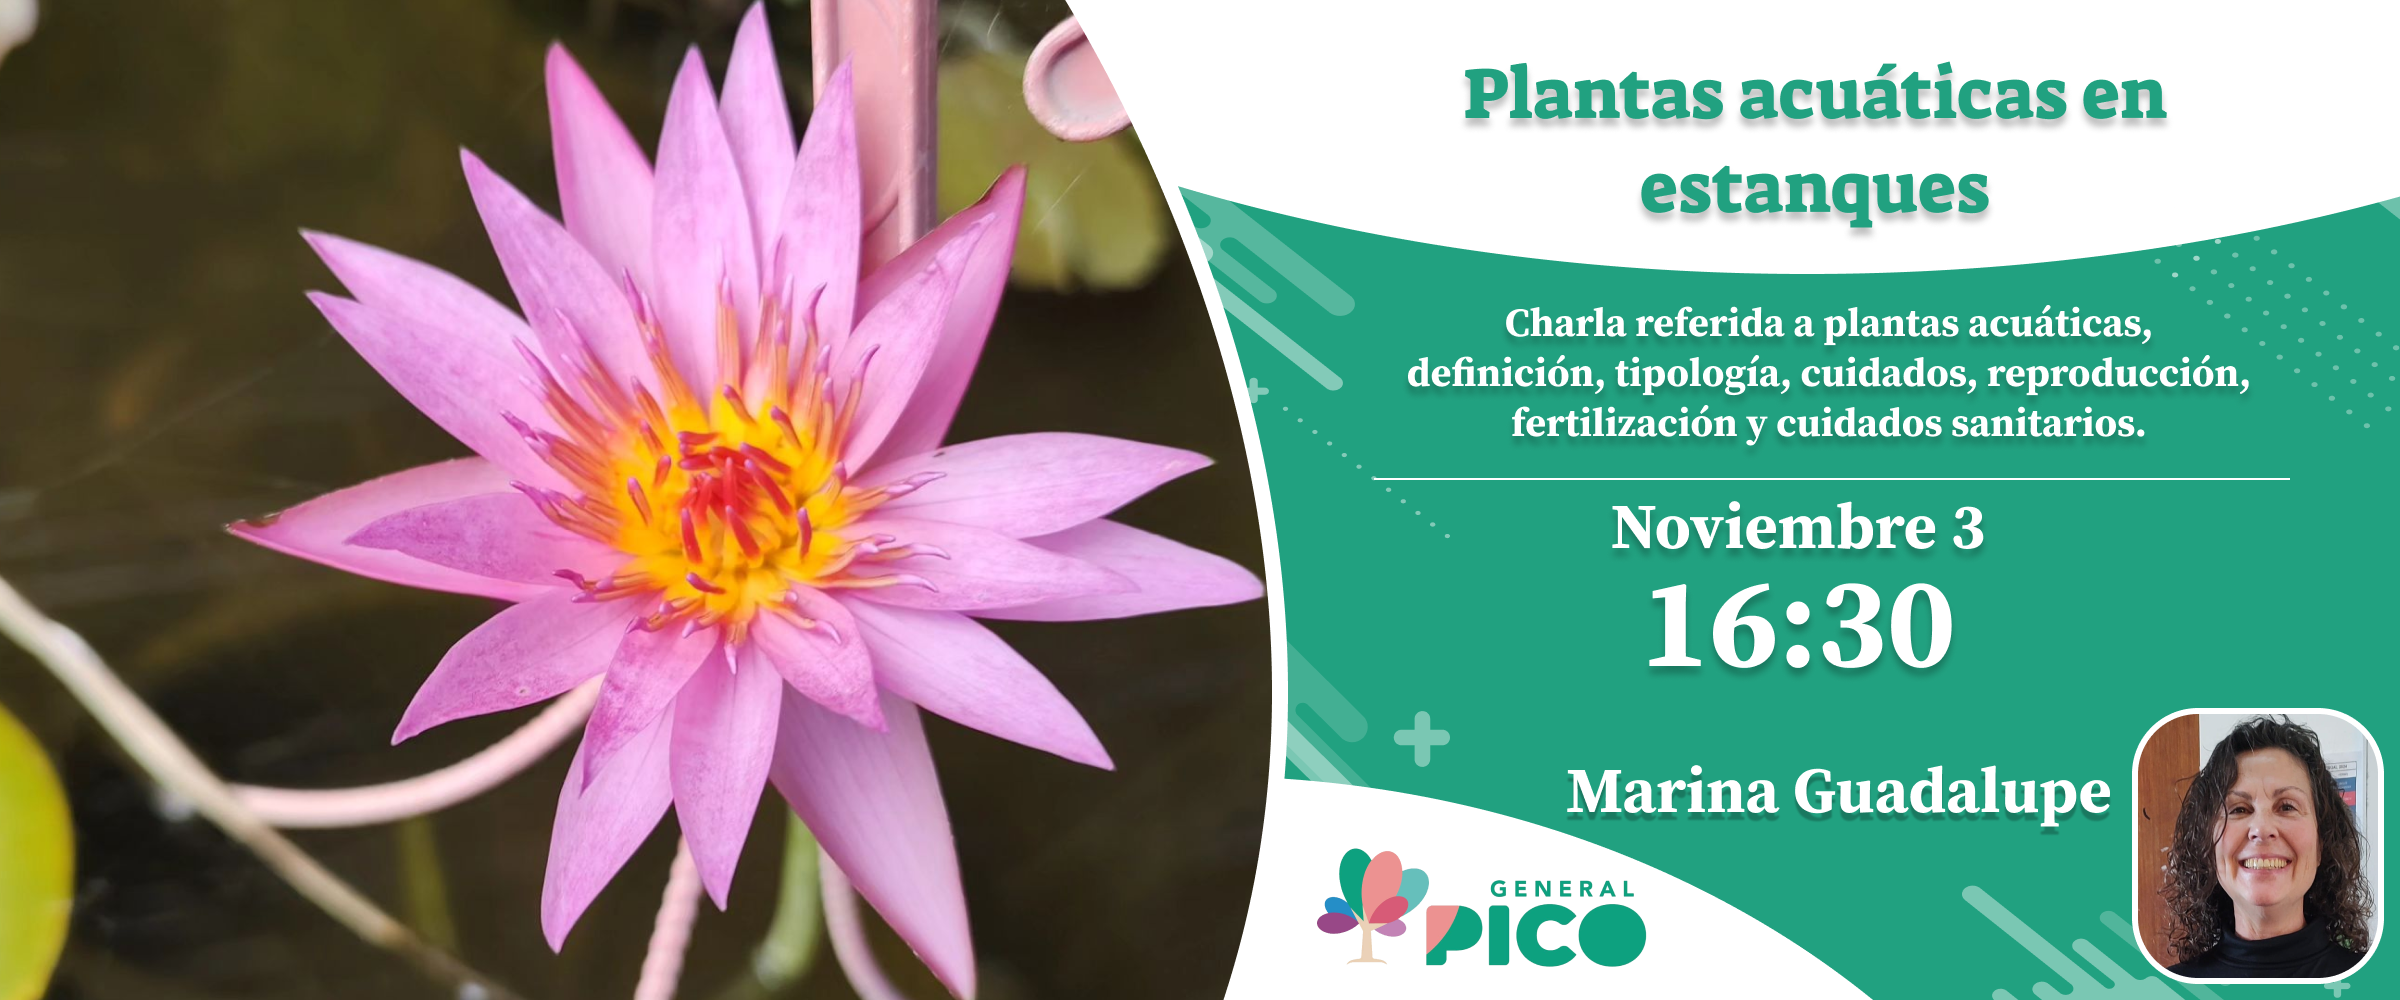 Plantas acuáticas en
estanques
Charla referida a plantas acuáticas,
definición, tipología, cuidados, reproducción,
fertilización y cuidados sanitarios.
Noviembre 3
16:30
Marina Guadalupe
GENERAL
PICO